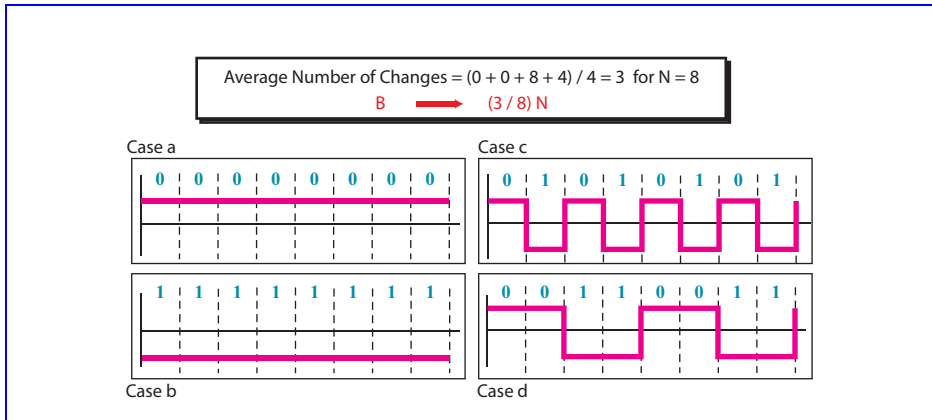 Average Number of Changes = (0 + 0 + 8 + 4) / 4 = 3 for N = 8
B (3 / 8) N
Case a
0 0 0 0 0 0 0 0
Case c
0 1 0 1 0 1 0 1
1 1 1 1 1 1 1 1
Case b
0 0 1 1 0 0 1 1
Case d